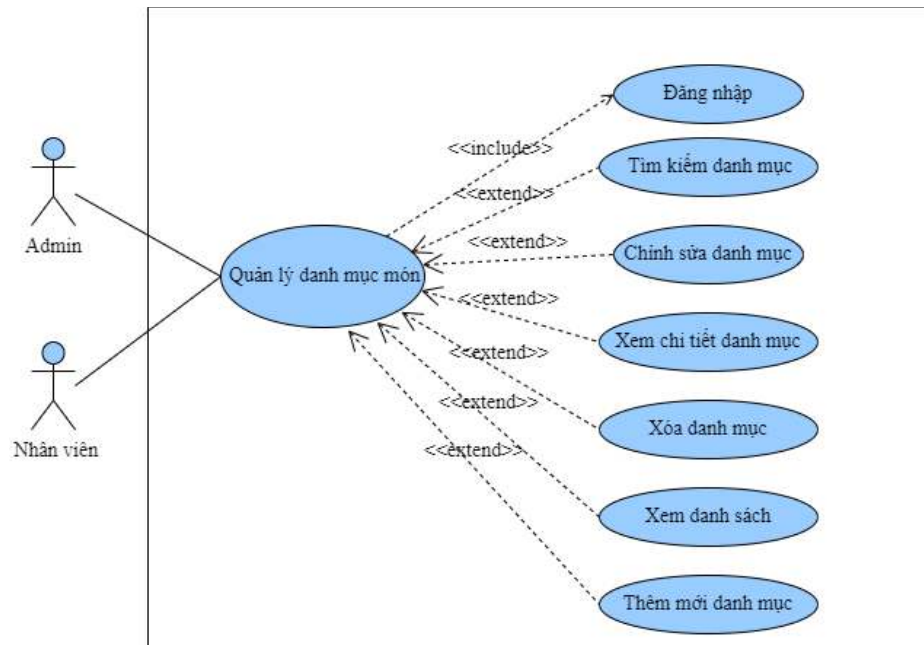 Đăng nhập
<<include>>
Tìm kiếm danh mục
<<extend>>
Admin
<<extend>>
Chỉnh sửa danh mục
Quản lý danh mục món
<<extend>>
Xem chi tiết danh mục
<<extend>>
<<extend>>
Xóa danh mục
Nhân viên
<<extend>>
Xem danh sách
Thêm mới danh mục